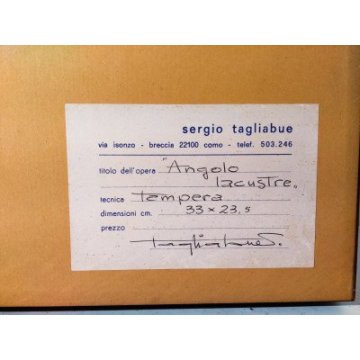 sergio tagliabue
via isonzo - breccia 22100 como - telef. 503.246
titolo dell'opera "Angolo
lacustre"
tecnica Tempera
dimensioni cm. 33 x 23,5
prezzo
Tagliabue S.